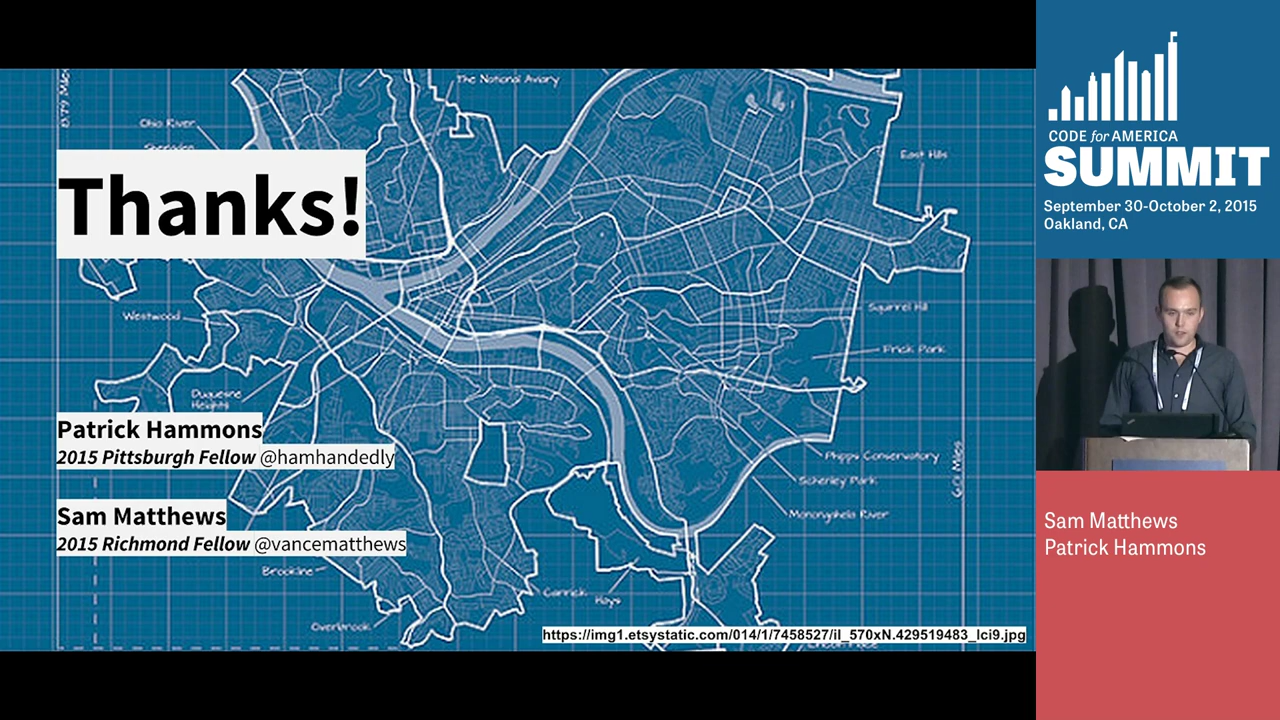 The National Aviary
Ohio River
East Hills
Thanks!
Westwood
Squirrel Hill
Frick Park
Duquesne
Heights
Patrick Hammons
2015 Pittsburgh Fellow @hamhandedly
Phipps Conservatory
Schenley Park
Sam Matthews
Monongahela River
2015 Richmond Fellow @vancematthews
Brookline
Carrick
Hays
Overbrook
https://img1.etsystatic.com/014/1/7458527/il_570xN.429519483_lci9.jpg
Lincoln Place
CODE for AMERICA
SUMMIT
September 30-October 2, 2015
Oakland, CA
Sam Matthews
Patrick Hammons